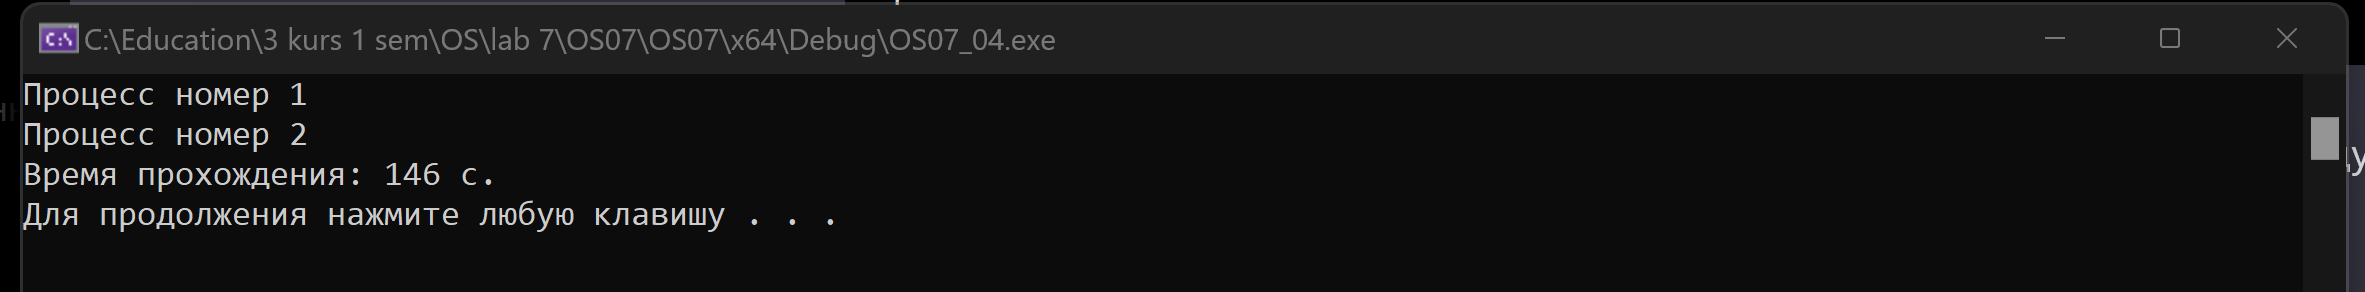 C:\Education\3 kurs 1 sem\OS\lab 7\OS07\OS07\x64\Debug\OS07_04.exe
Процесс номер 1
Процесс номер 2
Время прохождения: 146 с.
Для продолжения нажмите любую клавишу . . .